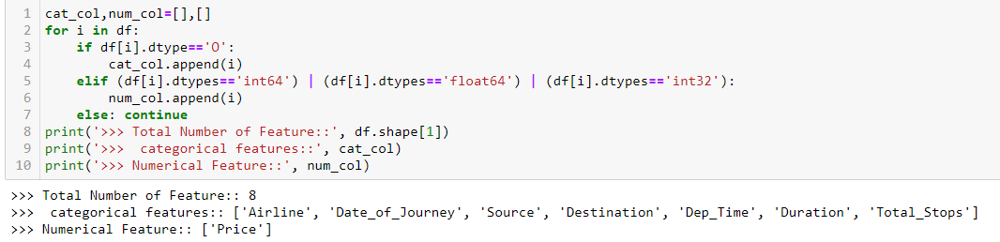 1 cat_col,num_col=[],[]
2 for i in df:
3     if df[i].dtype=='O':
4         cat_col.append(i)
5     elif (df[i].dtypes=='int64') | (df[i].dtypes=='float64') | (df[i].dtypes=='int32'):
6         num_col.append(i)
7     else: continue
8 print('>>> Total Number of Feature::', df.shape[1])
9 print('>>>  categorical features::', cat_col)
10 print('>>> Numerical Feature::', num_col)
>>> Total Number of Feature:: 8
>>>  categorical features:: ['Airline', 'Date_of_Journey', 'Source', 'Destination', 'Dep_Time', 'Duration', 'Total_Stops']
>>> Numerical Feature:: ['Price']